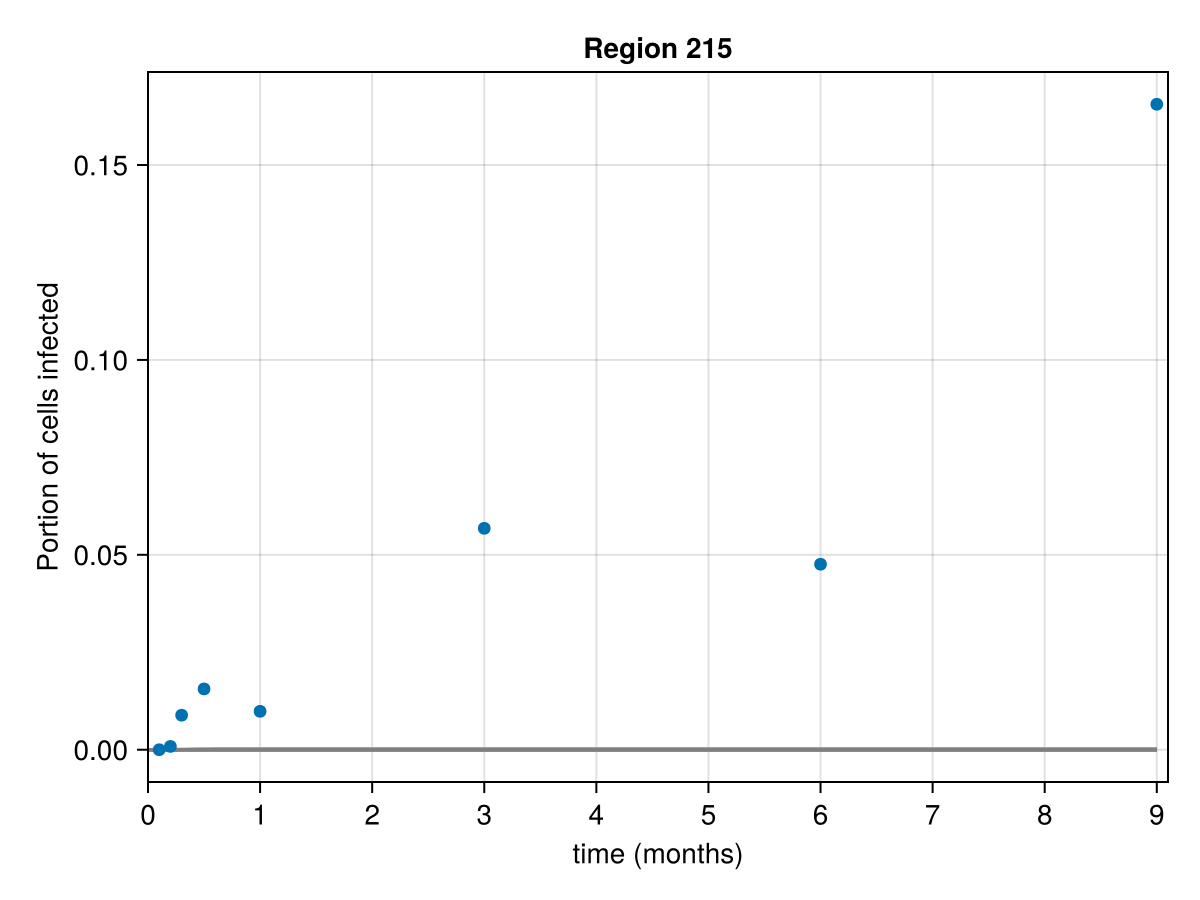 Region 215
Portion of cells infected
0.15
0.10
0.05
0.00
0 1 2 3 4 5 6 7 8 9
time (months)